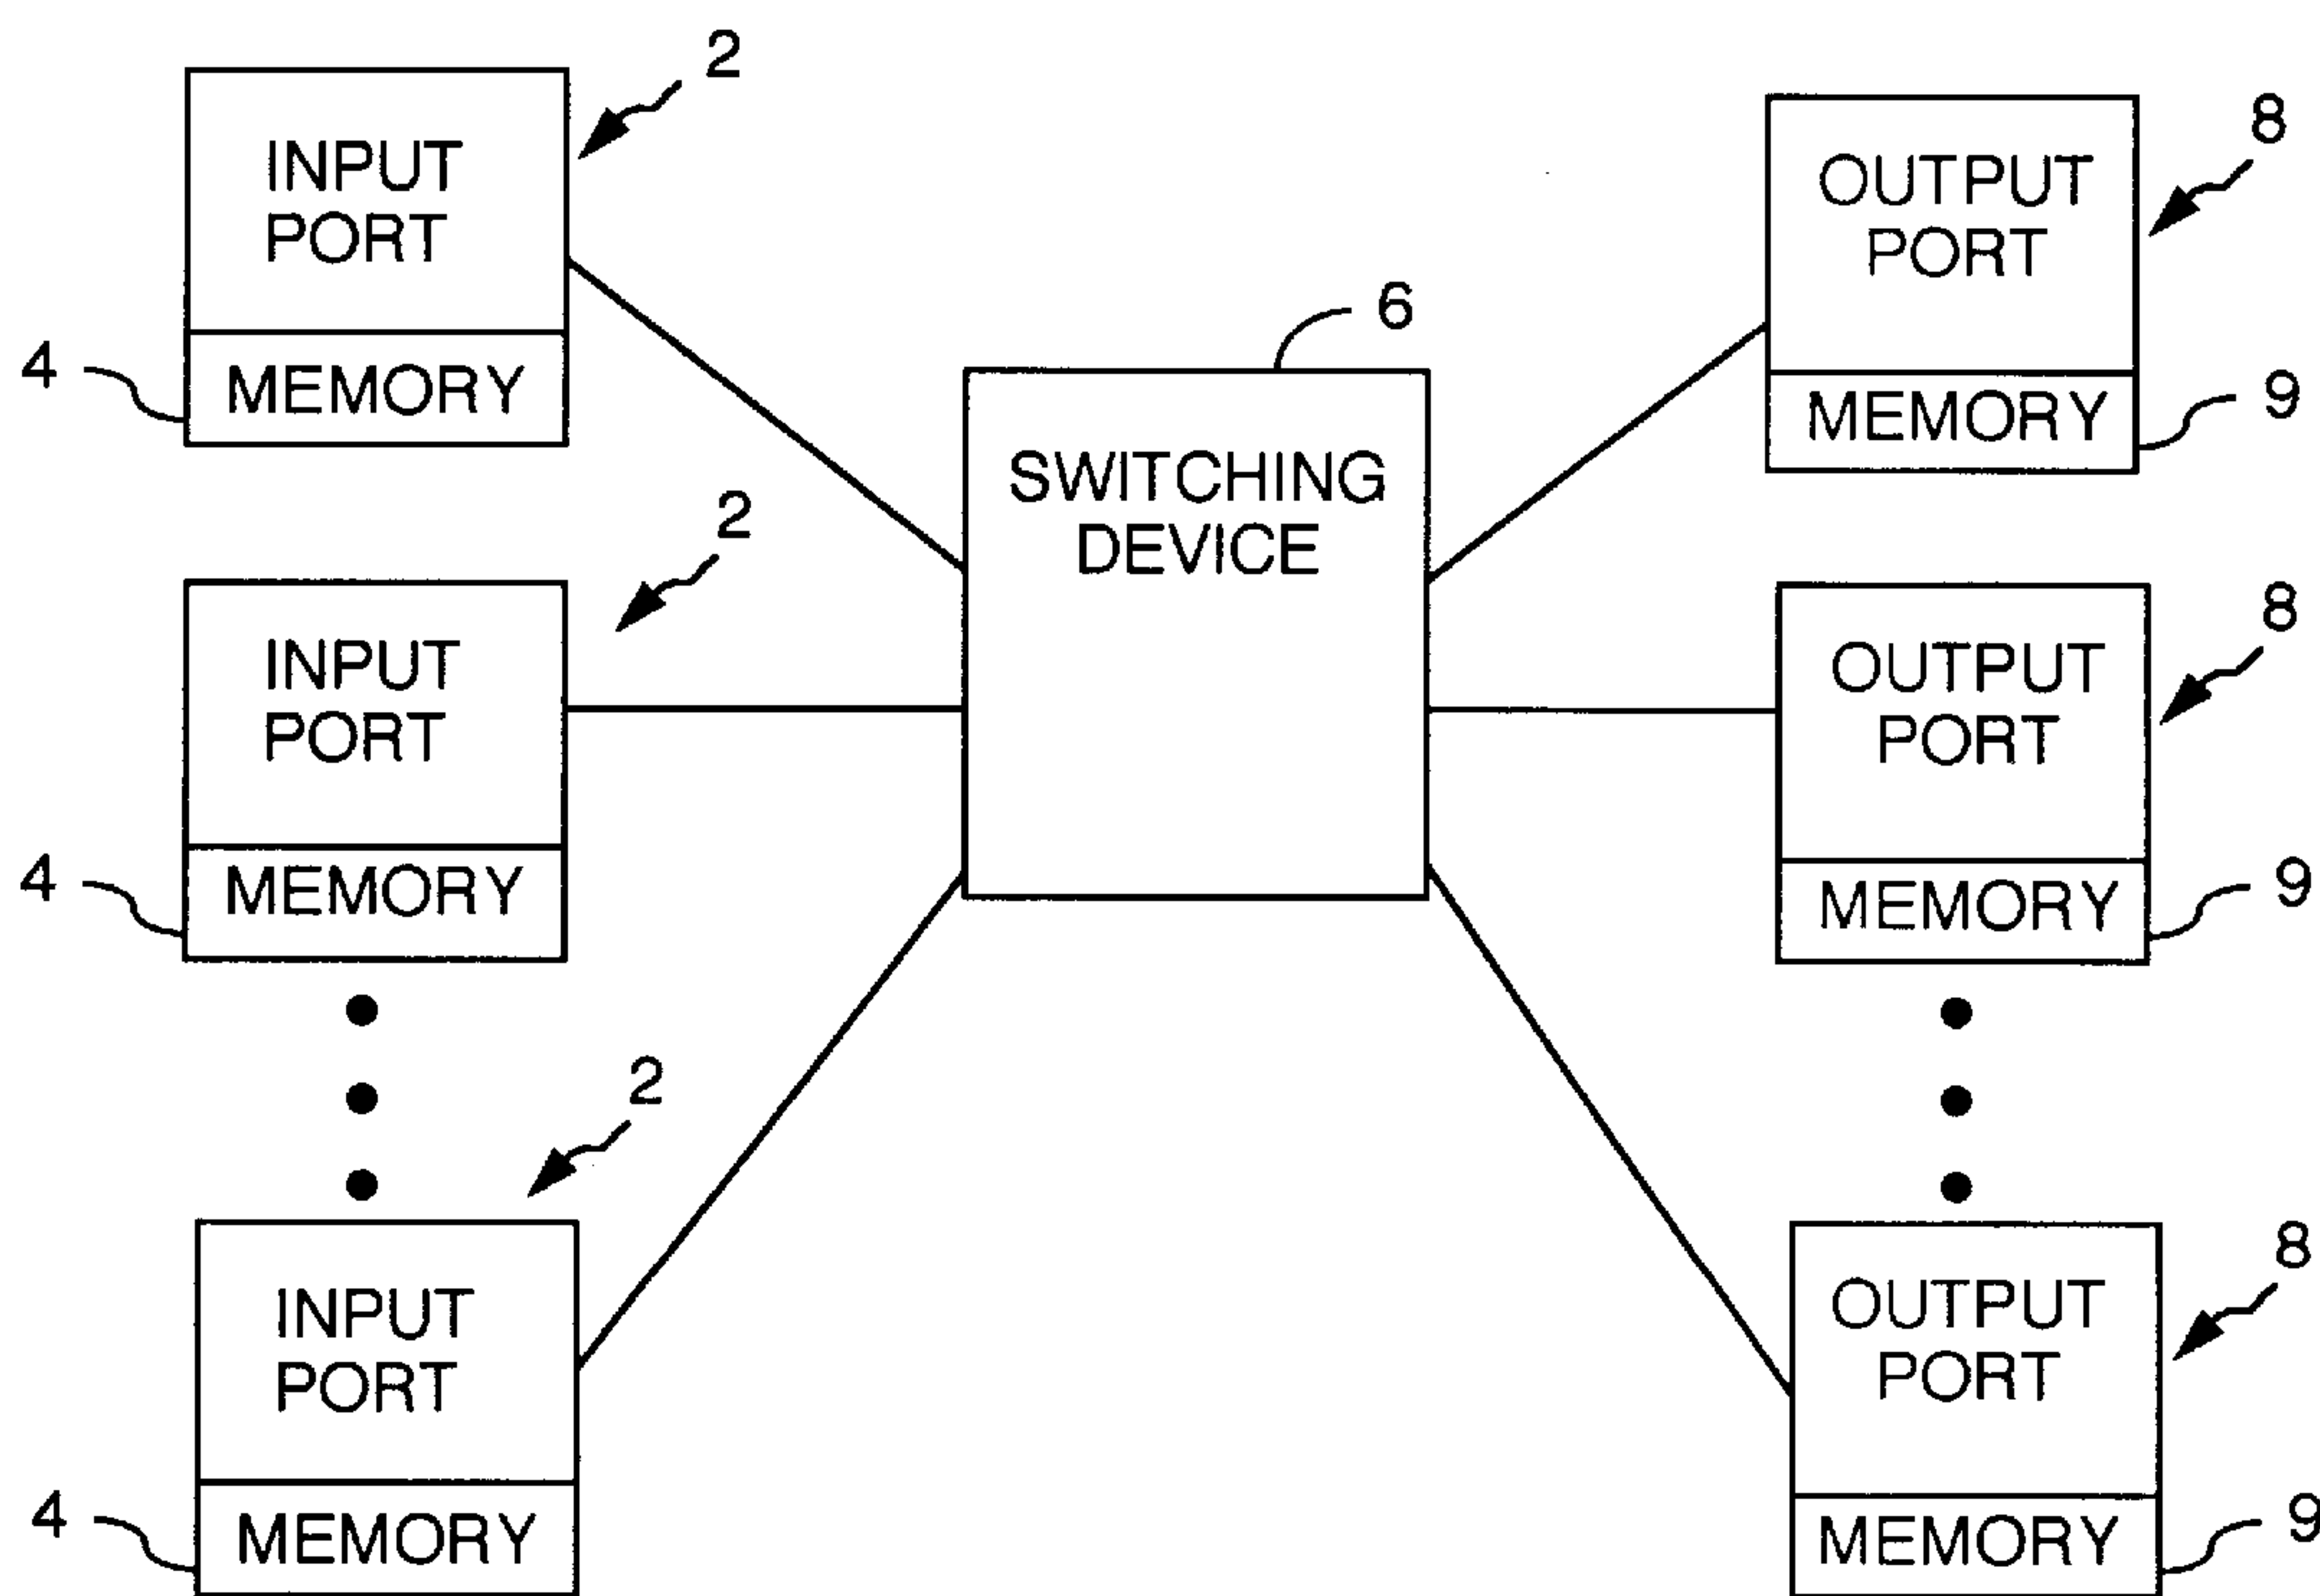 2
INPUT
PORT
4
MEMORY
2
INPUT
PORT
4
MEMORY
2
INPUT
PORT
4
MEMORY
6
SWITCHING
DEVICE
8
OUTPUT
PORT
MEMORY
9
8
OUTPUT
PORT
MEMORY
9
8
OUTPUT
PORT
MEMORY
9